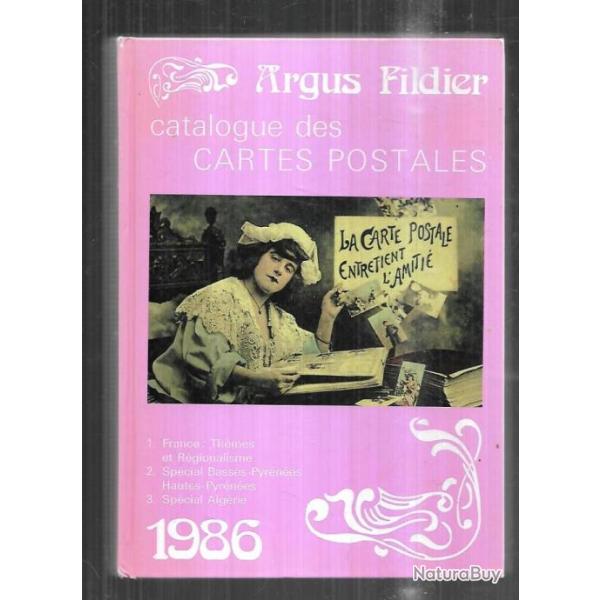 Argus Fildier
catalogue des
CARTES POSTALES
LA CARTE POSTALE
ENTRETIENT
L'AMITIÉ
1. France: Thèmes
et Régionalisme
2. Spécial Basses-Pyrénées
Hautes-Pyrénées
3. Spécial Algérie
1986
NaturaBuy